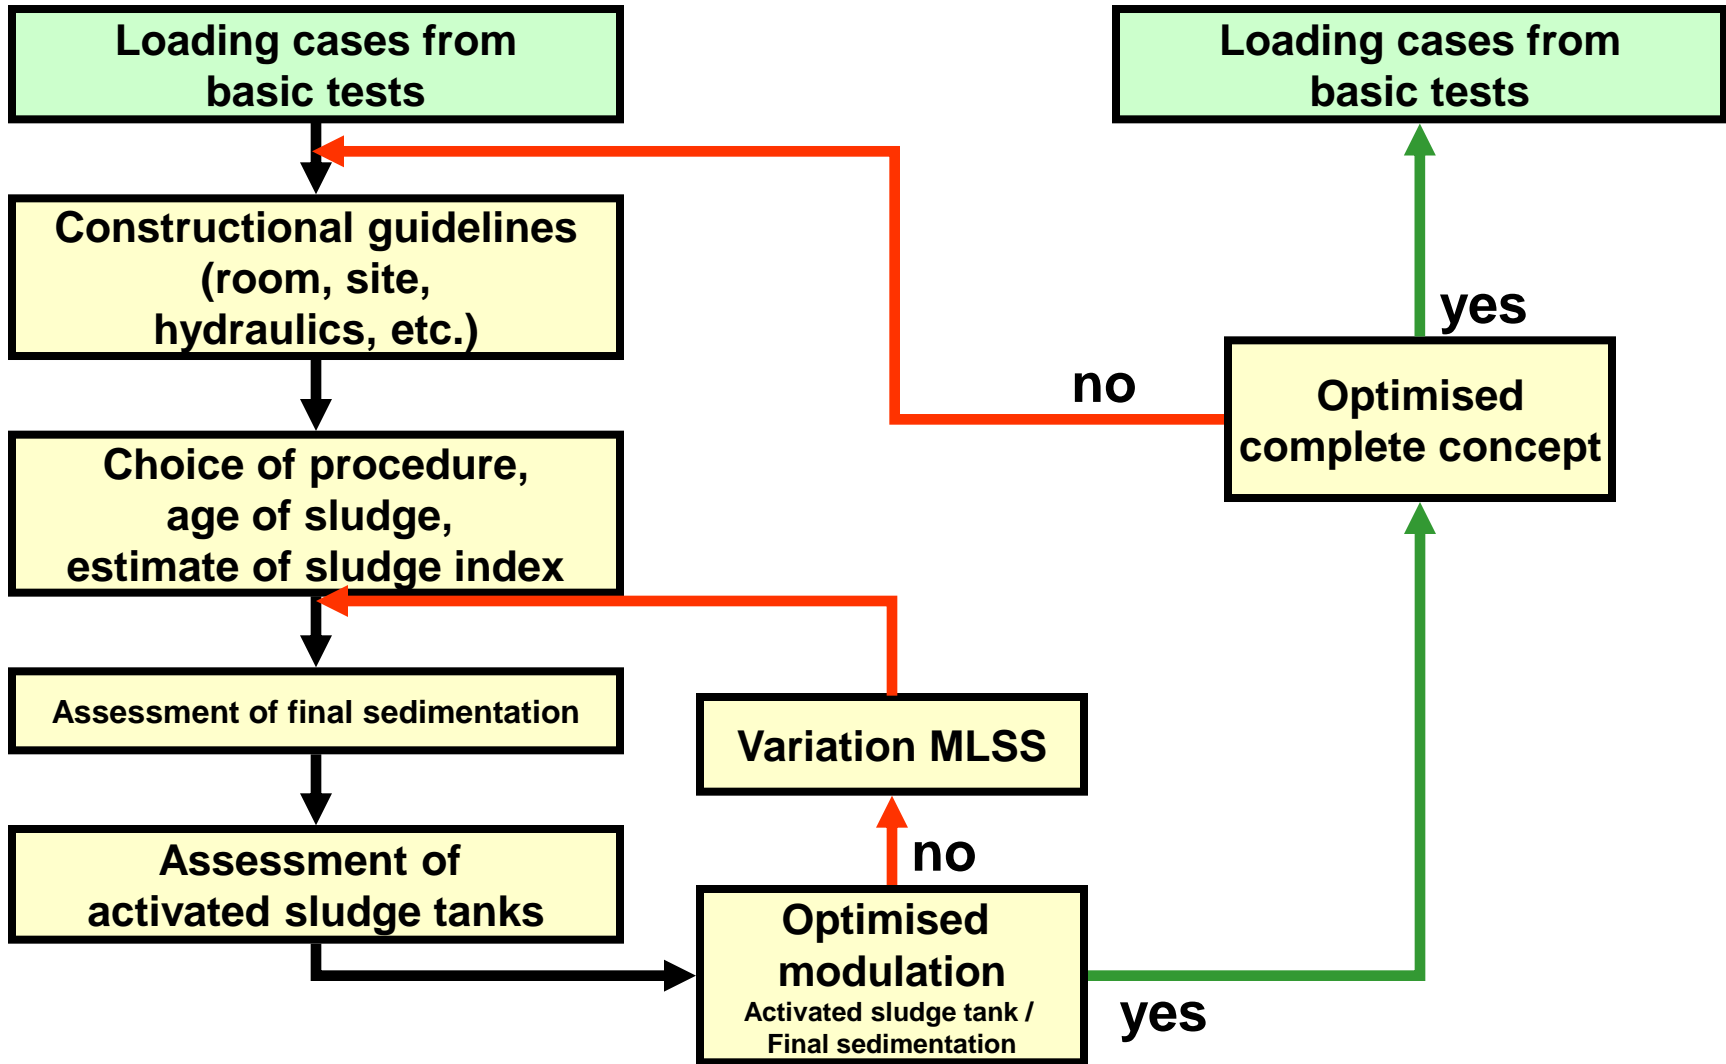 Loading cases from
basic tests
Loading cases from
basic tests
Constructional guidelines
(room, site,
hydraulics, etc.)
yes
no
Optimised
complete concept
Choice of procedure,
age of sludge,
estimate of sludge index
Assessment of final sedimentation
Variation MLSS
no
Assessment of
activated sludge tanks
Optimised
modulation
Activated sludge tank /
Final sedimentation
yes